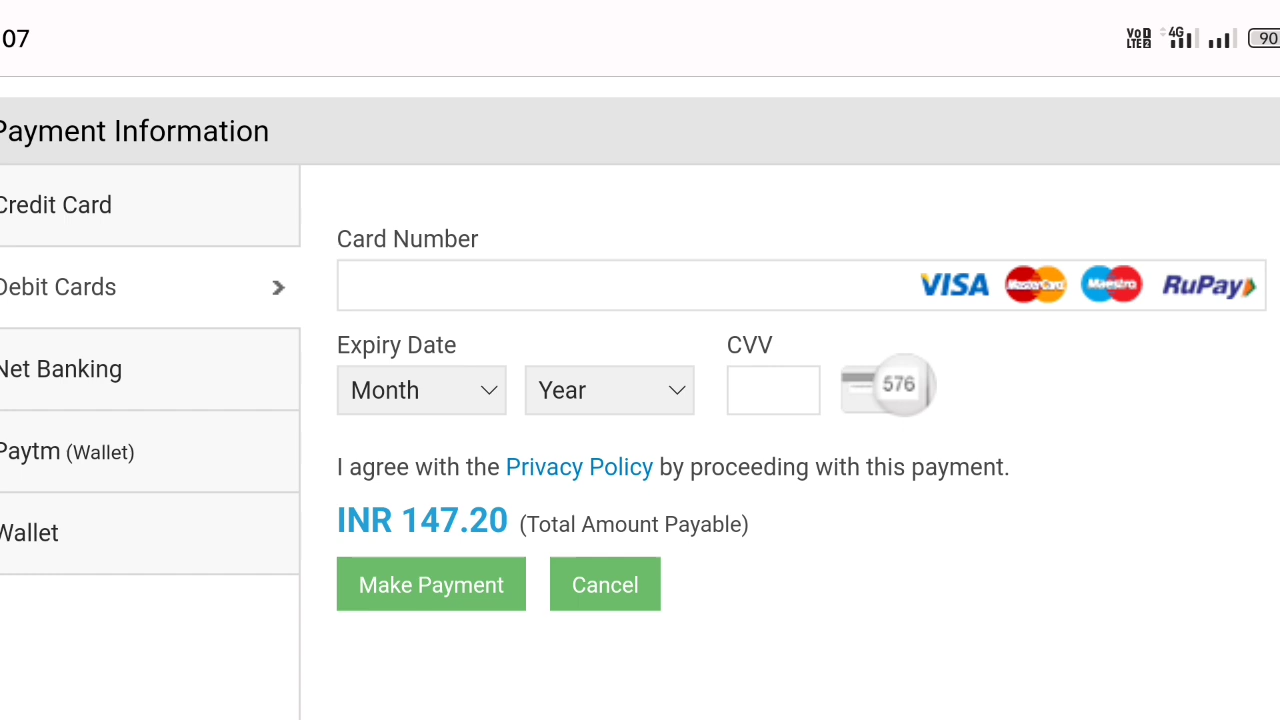 07 VoD LTE2 4G 90
Payment Information
Credit Card
Debit Cards
Net Banking
Paytm (Wallet)
Wallet
Card Number
VISA MasterCard Maestro RuPay
Expiry Date CVV
Month Year 576
I agree with the Privacy Policy by proceeding with this payment.
INR 147.20 (Total Amount Payable)
Make Payment Cancel